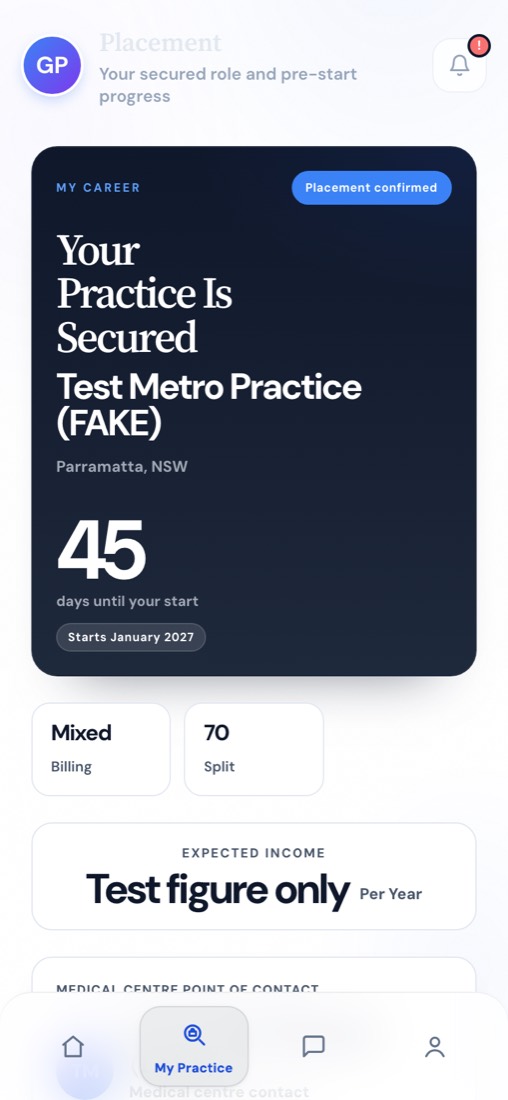 GP
Placement
Your secured role and pre-start
progress
!
MY CAREER
Placement confirmed
Your
Practice Is
Secured
Test Metro Practice
(FAKE)
Parramatta, NSW
45
days until your start
Starts January 2027
Mixed
Billing
70
Split
EXPECTED INCOME
Test figure only Per Year
MEDICAL CENTRE POINT OF CONTACT
My Practice
Medical centre contact